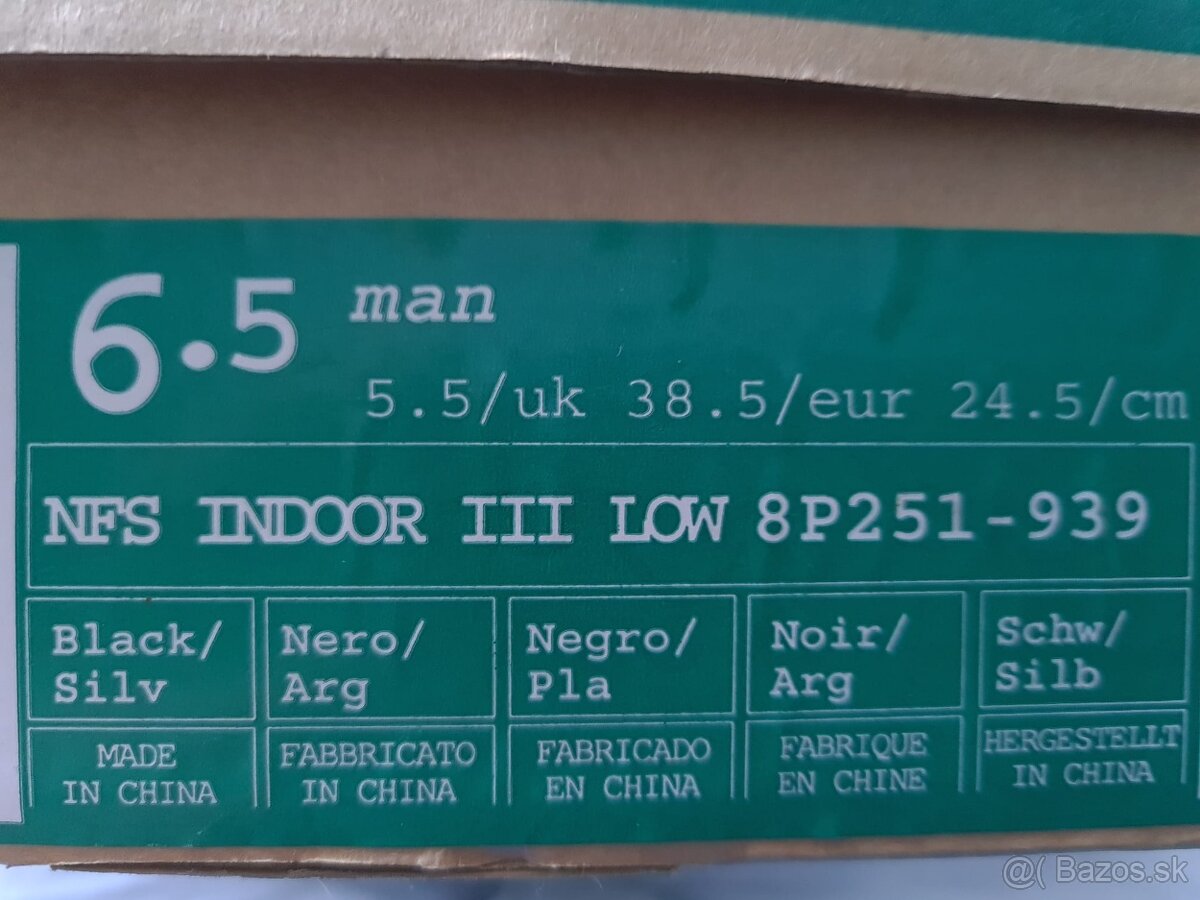 6.5 man
5.5/uk 38.5/eur 24.5/cm
NFS INDOOR III LOW 8P251-939
Black/
Silv
Nero/
Arg
Negro/
Pla
Noir/
Arg
Schw/
Silb
MADE
IN CHINA
FABBRICATO
IN CHINA
FABRICADO
EN CHINA
FABRIQUE
EN CHINE
HERGESTELLT
IN CHINA
@( Bazos.sk